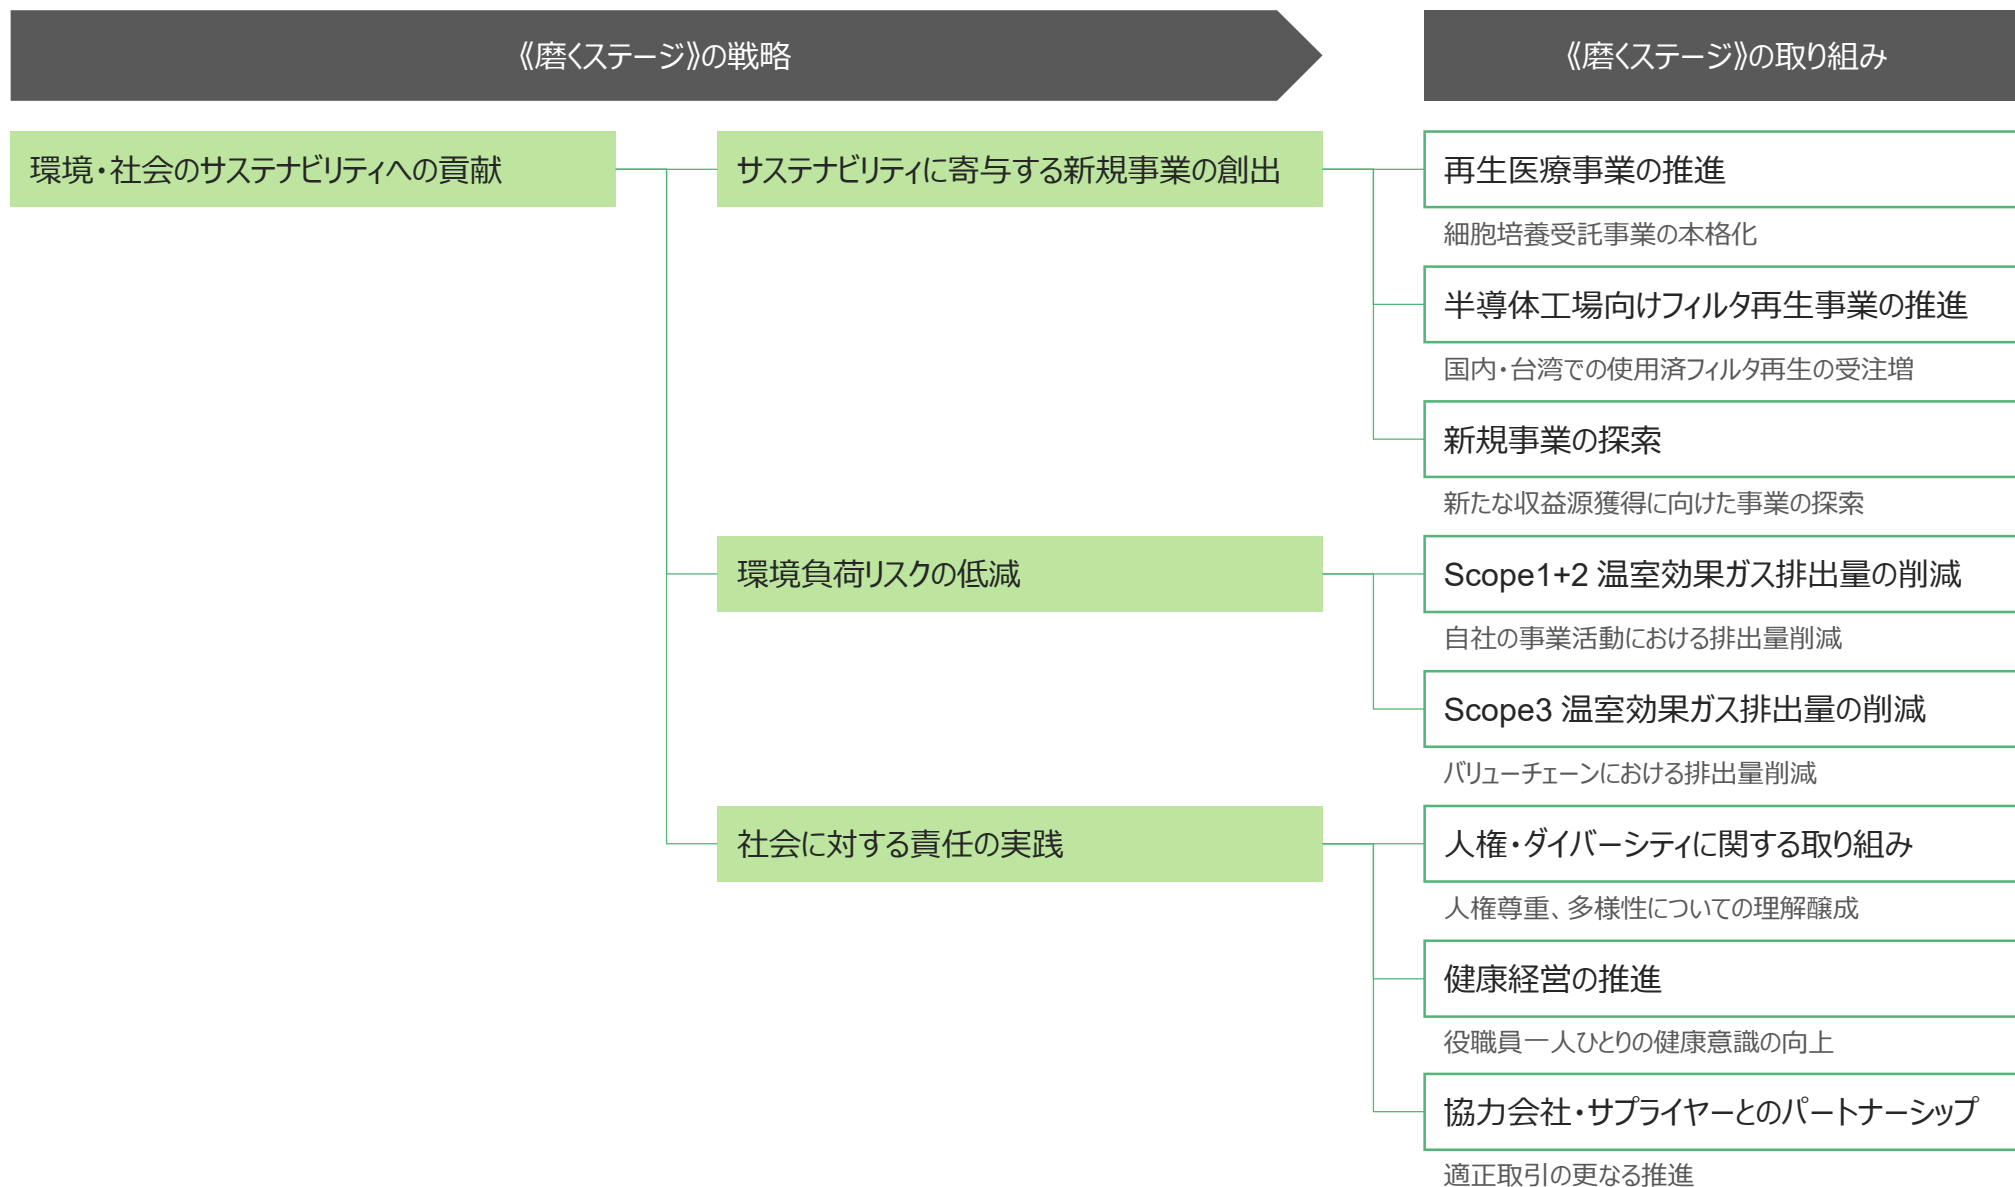 《磨くステージ》の戦略
《磨くステージ》の取り組み
環境・社会のサステナビリティへの貢献
サステナビリティに寄与する新規事業の創出
再生医療事業の推進
細胞培養受託事業の本格化
半導体工場向けフィルタ再生事業の推進
国内・台湾での使用済フィルタ再生の受注増
新規事業の探索
新たな収益源獲得に向けた事業の探索
環境負荷リスクの低減
Scope1+2 温室効果ガス排出量の削減
自社の事業活動における排出量削減
Scope3 温室効果ガス排出量の削減
バリューチェーンにおける排出量削減
社会に対する責任の実践
人権・ダイバーシティに関する取り組み
人権尊重、多様性についての理解醸成
健康経営の推進
役職員一人ひとりの健康意識の向上
協力会社・サプライヤーとのパートナーシップ
適正取引の更なる推進